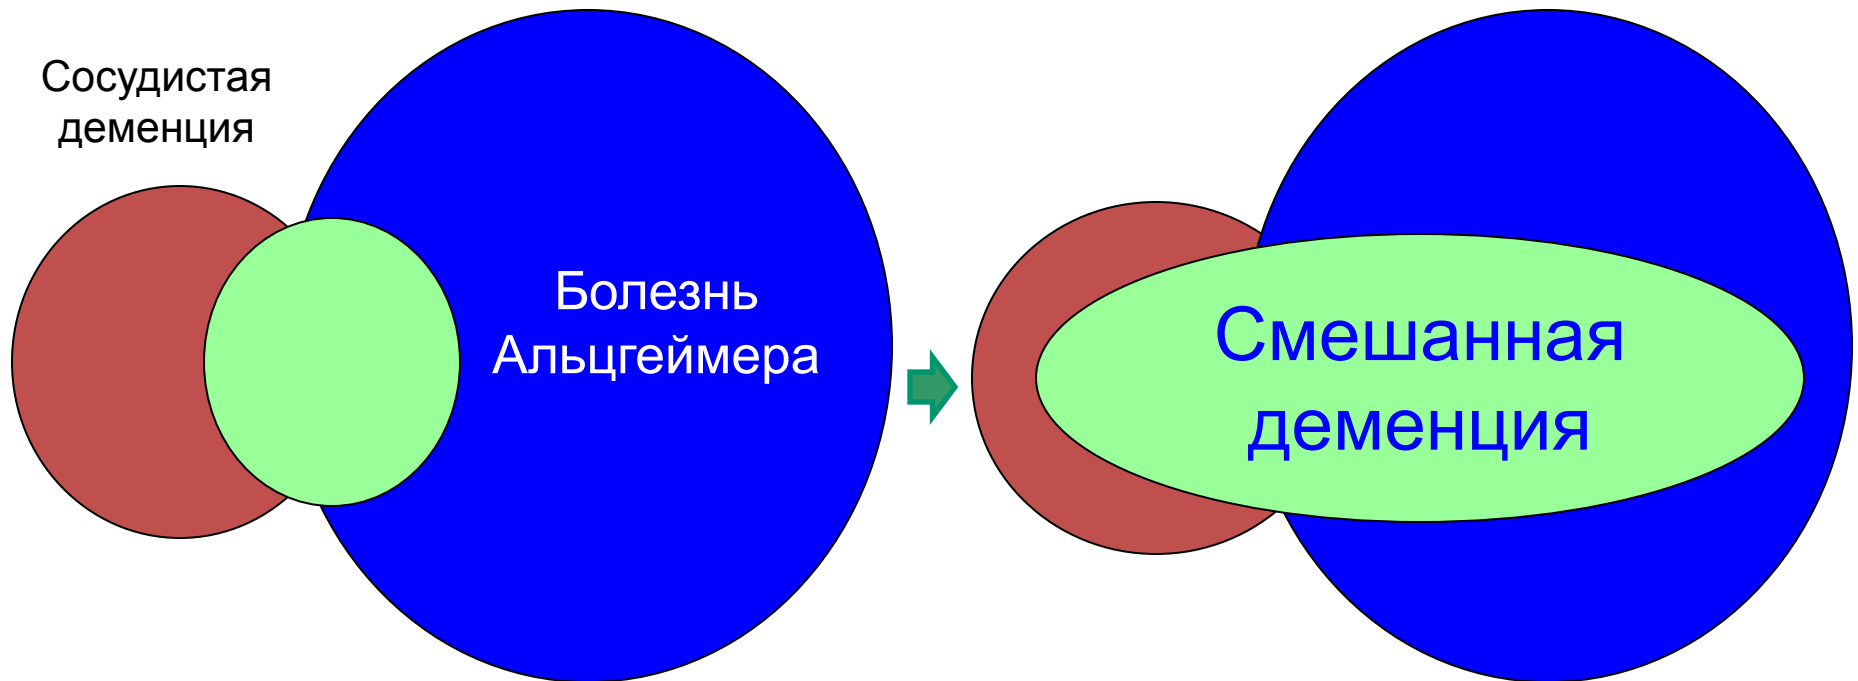 Сосудистая
деменция
Болезнь
Альцгеймера
Смешанная
деменция